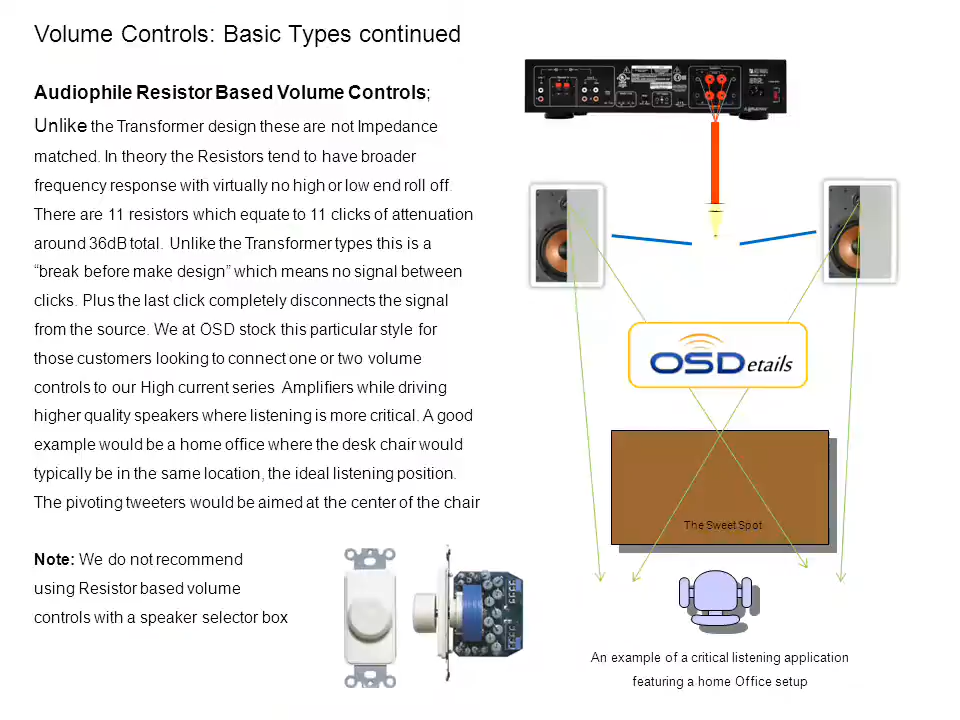 Volume Controls: Basic Types continued
Audiophile Resistor Based Volume Controls;
Unlike the Transformer design these are not Impedance
matched. In theory the Resistors tend to have broader
frequency response with virtually no high or low end roll off.
There are 11 resistors which equate to 11 clicks of attenuation
around 36dB total. Unlike the Transformer types this is a
“break before make design” which means no signal between
clicks. Plus the last click completely disconnects the signal
from the source. We at OSD stock this particular style for
those customers looking to connect one or two volume
controls to our High current series Amplifiers while driving
higher quality speakers where listening is more critical. A good
example would be a home office where the desk chair would
typically be in the same location, the ideal listening position.
The pivoting tweeters would be aimed at the center of the chair
Note: We do not recommend
using Resistor based volume
controls with a speaker selector box
OSDetails
The Sweet Spot
An example of a critical listening application
featuring a home Office setup